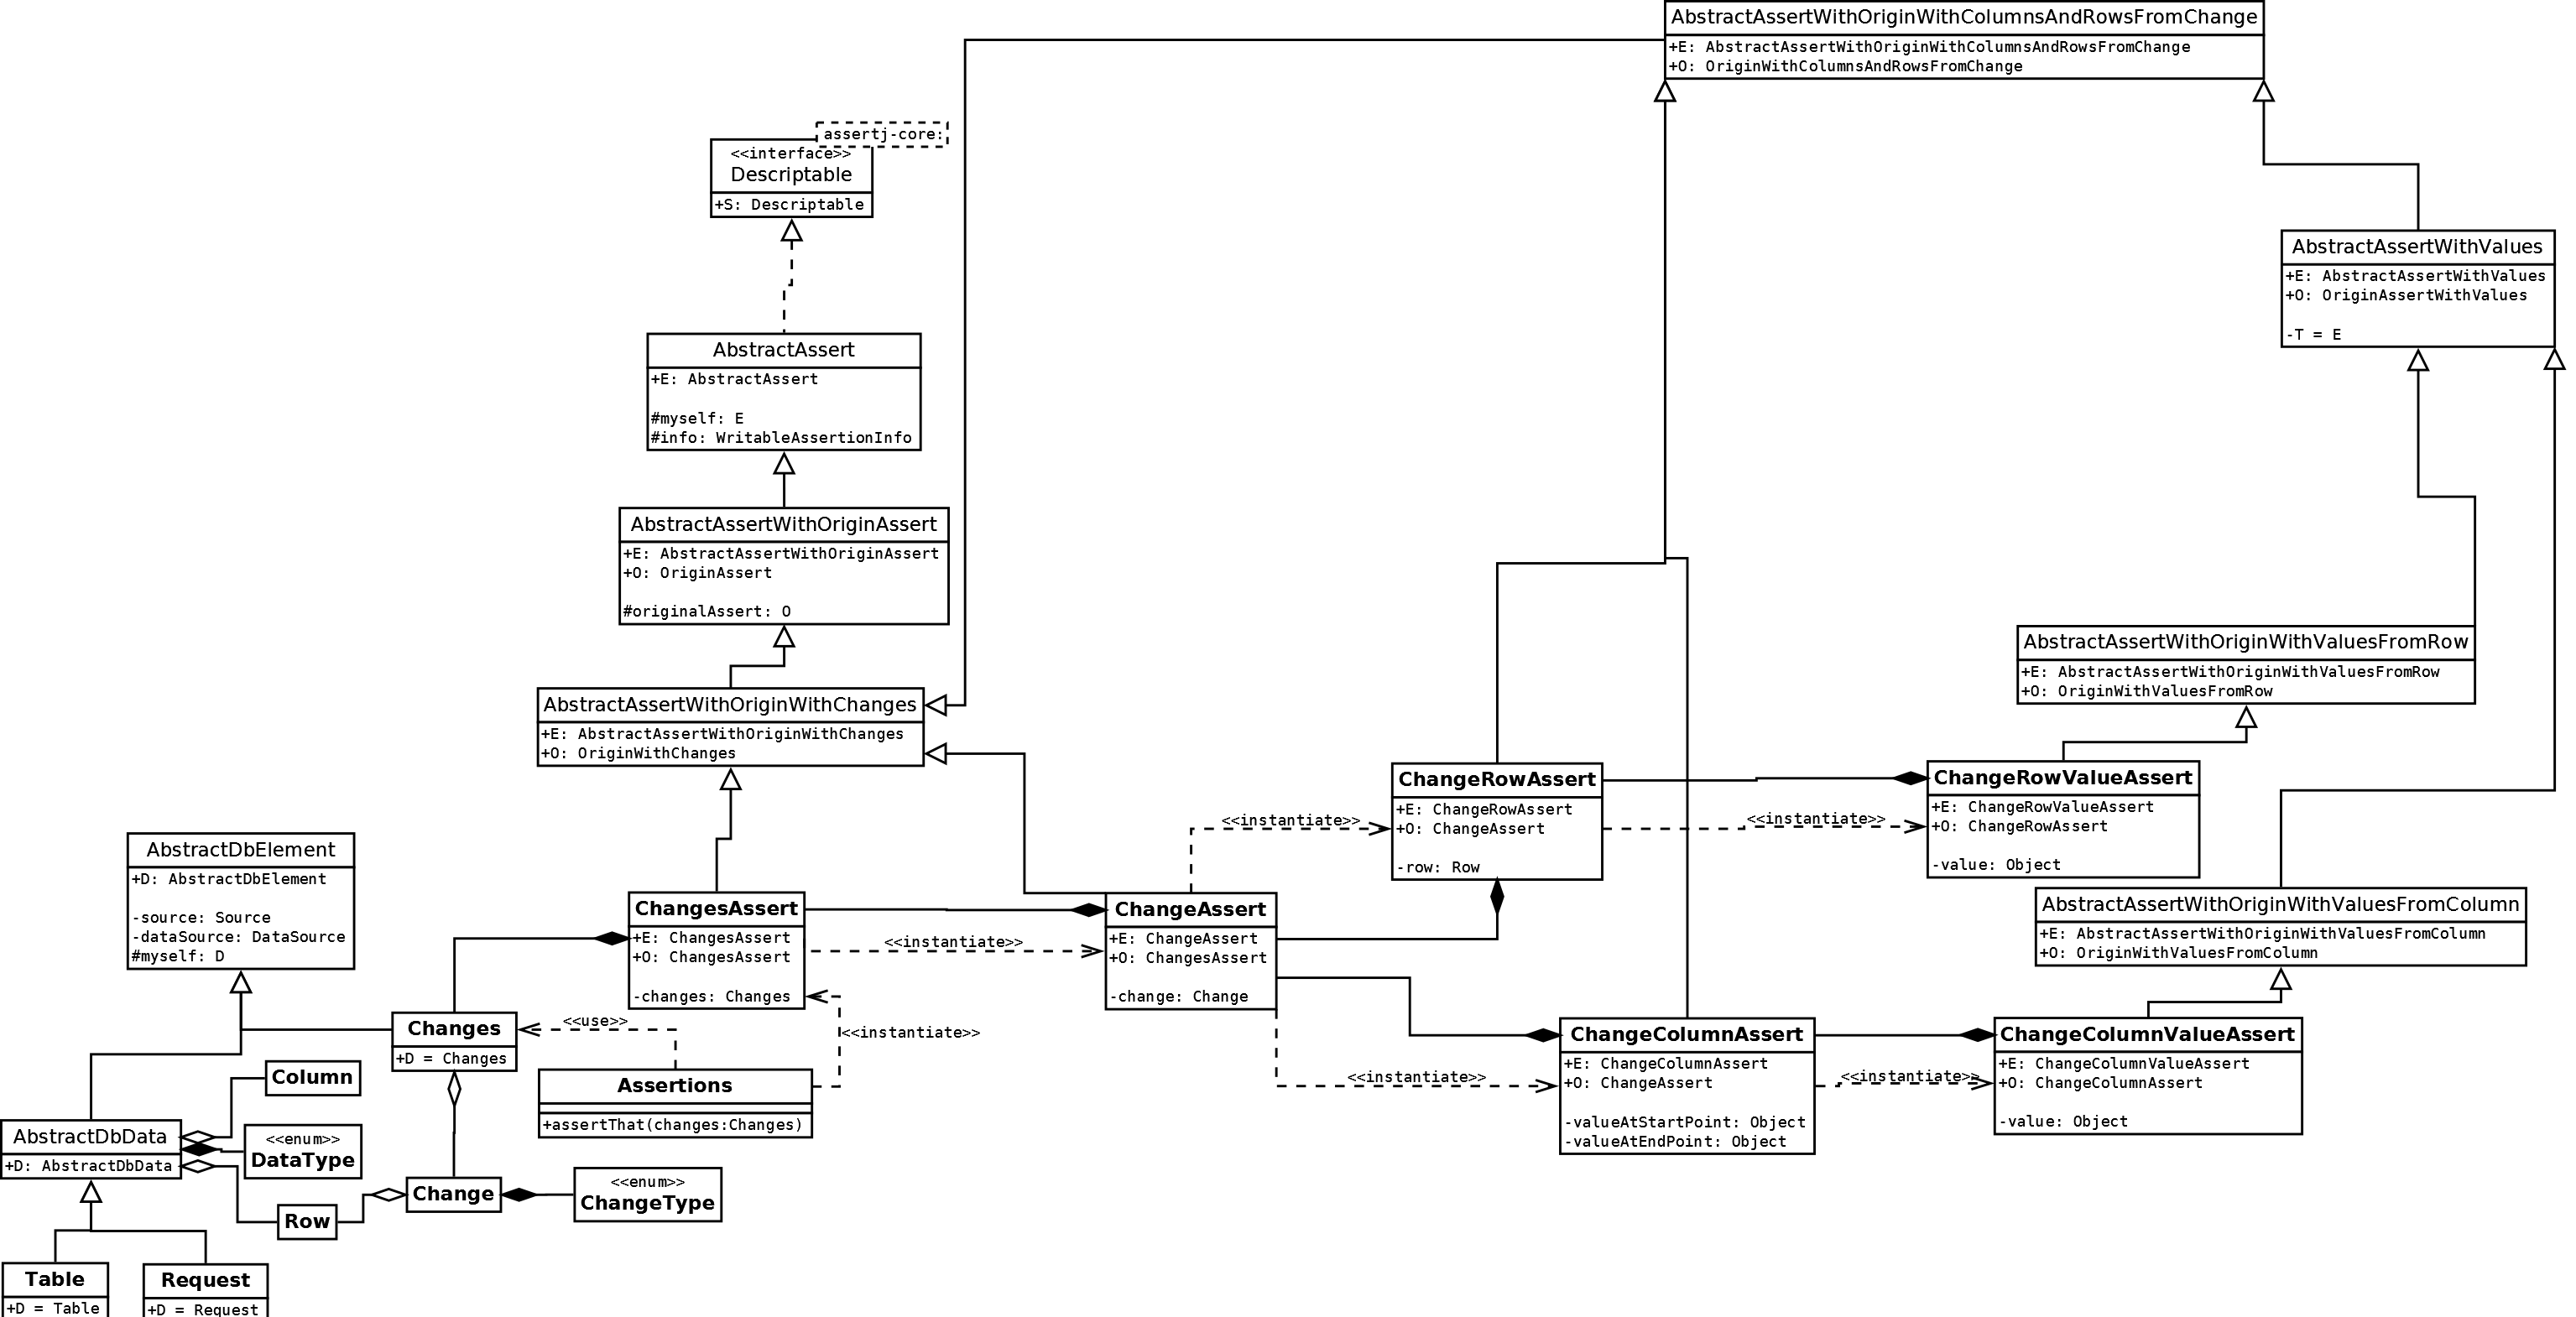 AbstractAssertWithOriginWithColumnsAndRowsFromChange
+E: AbstractAssertWithOriginWithColumnsAndRowsFromChange
+O: OriginWithColumnsAndRowsFromChange
assertj-core:
<<interface>>
Descriptable
+S: Descriptable
AbstractAssertWithValues
+E: AbstractAssertWithValues
+O: OriginAssertWithValues
-T = E
AbstractAssert
+E: AbstractAssert
#myself: E
#info: WritableAssertionInfo
AbstractAssertWithOriginAssert
+E: AbstractAssertWithOriginAssert
+O: OriginAssert
#originalAssert: O
AbstractAssertWithOriginWithValuesFromRow
+E: AbstractAssertWithOriginWithValuesFromRow
+O: OriginWithValuesFromRow
AbstractAssertWithOriginWithChanges
+E: AbstractAssertWithOriginWithChanges
+O: OriginWithChanges
ChangeRowAssert
+E: ChangeRowAssert
+O: ChangeAssert
-row: Row
<<instantiate>>
<<instantiate>>
ChangeRowValueAssert
+E: ChangeRowValueAssert
+O: ChangeRowAssert
-value: Object
AbstractDbElement
+D: AbstractDbElement
-source: Source
-dataSource: DataSource
#myself: D
ChangesAssert
+E: ChangesAssert
+O: ChangesAssert
-changes: Changes
<<instantiate>>
ChangeAssert
+E: ChangeAssert
+O: ChangesAssert
-change: Change
AbstractAssertWithOriginWithValuesFromColumn
+E: AbstractAssertWithOriginWithValuesFromColumn
+O: OriginWithValuesFromColumn
Changes
+D = Changes
<<use>>
<<instantiate>>
Assertions
+assertThat(changes:Changes)
<<instantiate>>
ChangeColumnAssert
+E: ChangeColumnAssert
+O: ChangeAssert
-valueAtStartPoint: Object
-valueAtEndPoint: Object
<<instantiate>>
ChangeColumnValueAssert
+E: ChangeColumnValueAssert
+O: ChangeColumnAssert
-value: Object
Column
AbstractDbData
+D: AbstractDbData
<<enum>>
DataType
Row
Change
<<enum>>
ChangeType
Table
+D = Table
Request
+D = Request